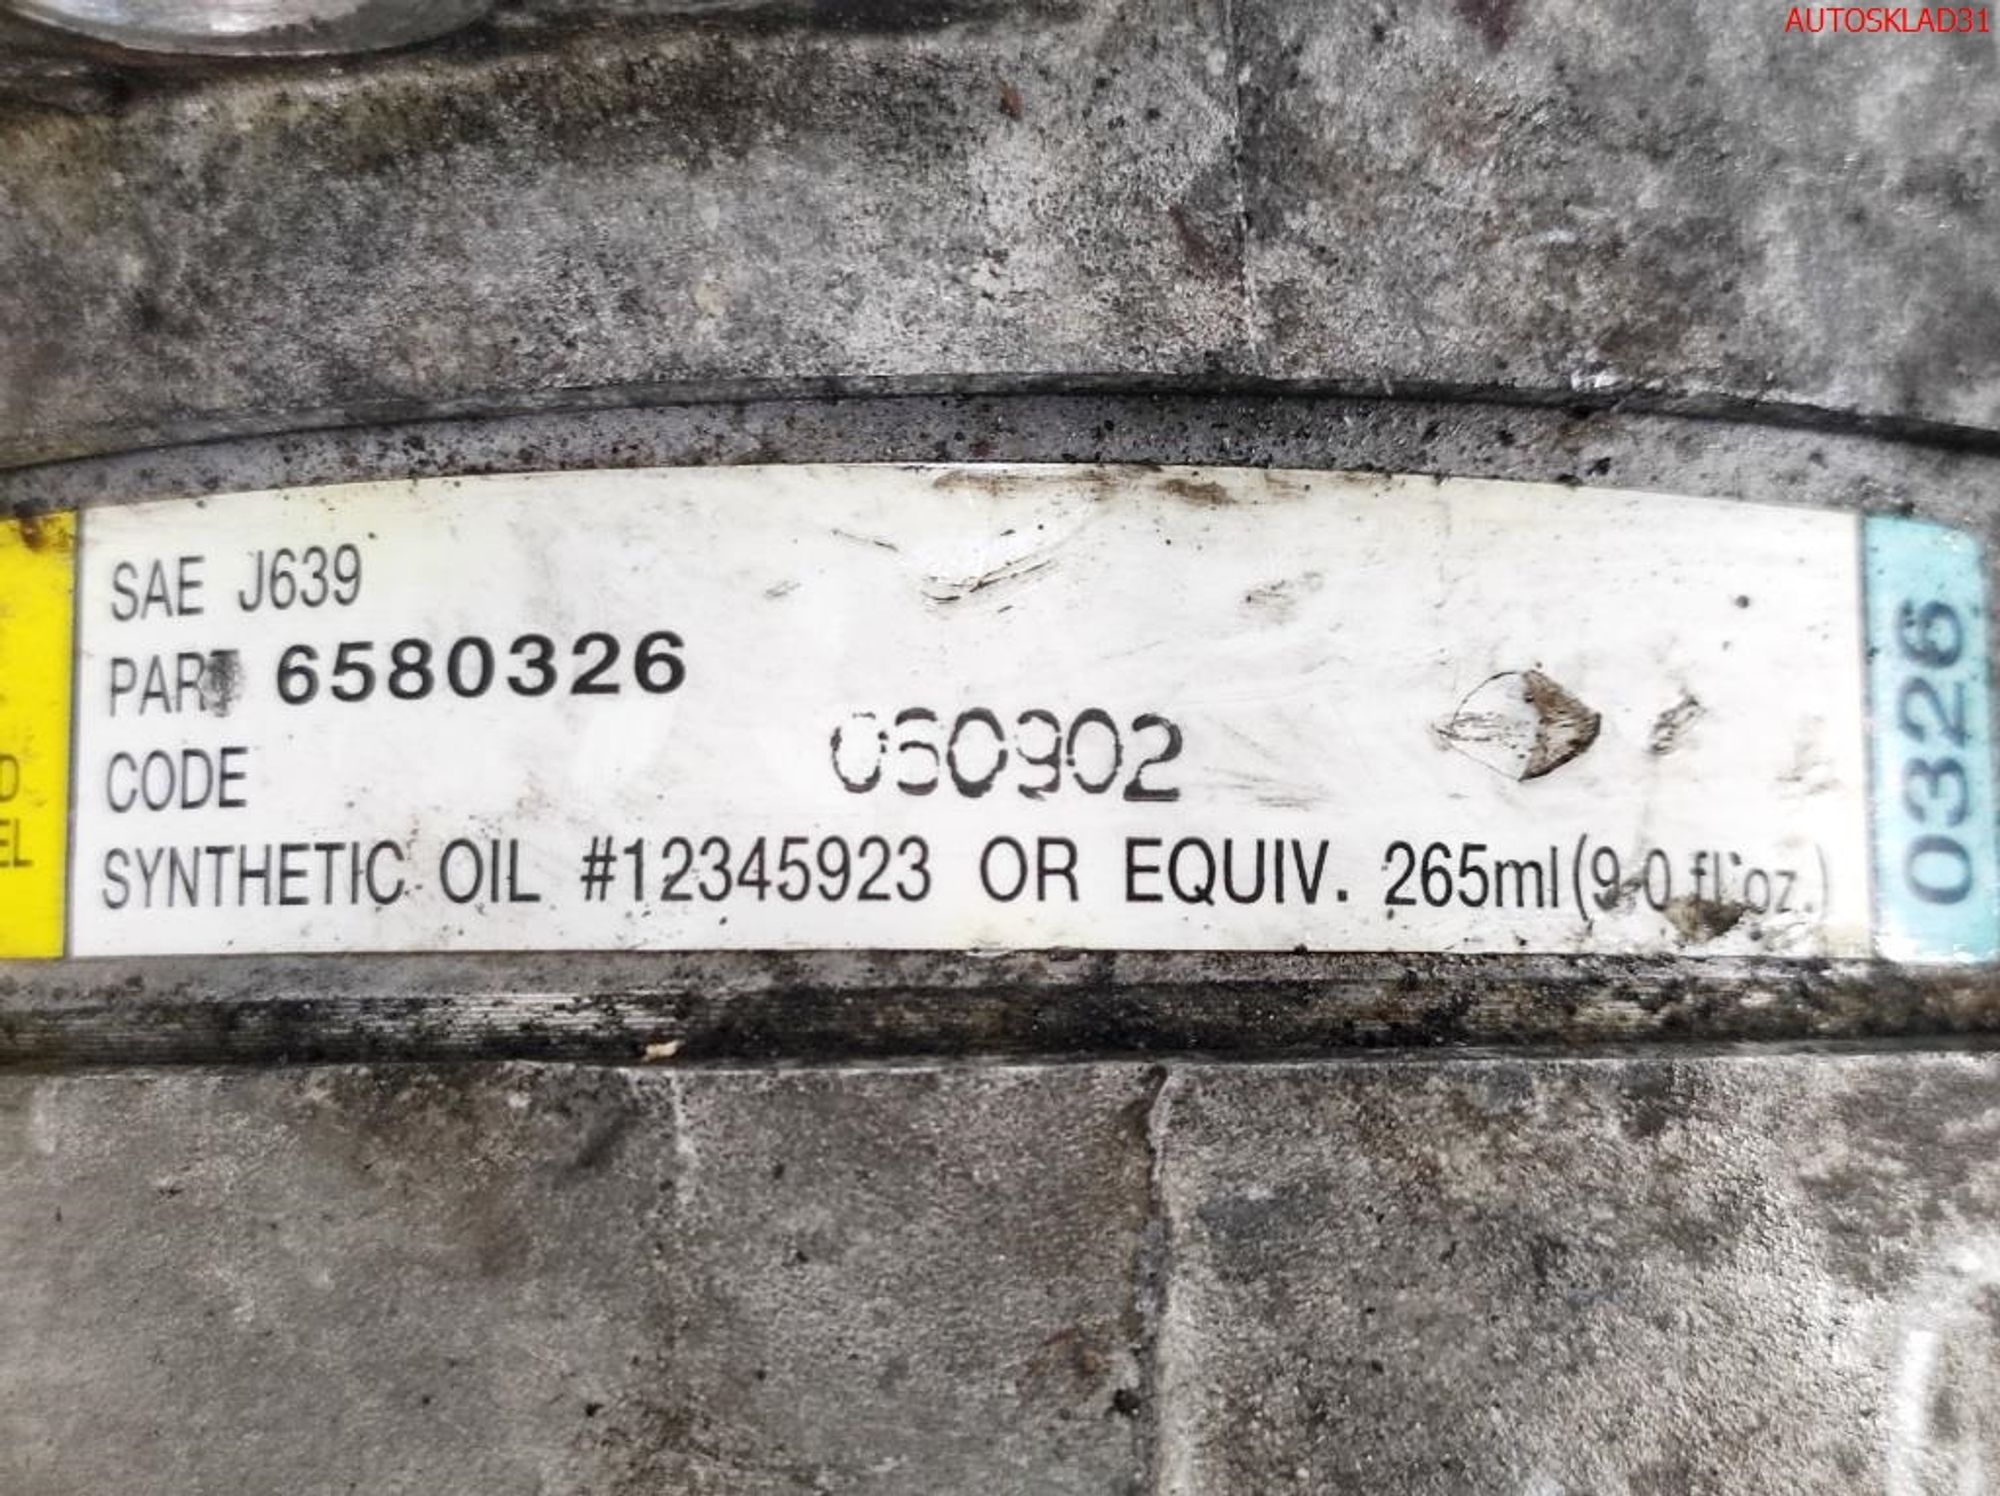 AUTOSKLAD31
SAE J639
PART 6580326
CODE 060902
SYNTHETIC OIL #12345923 OR EQUIV. 265ml (9.0 fl. oz.)
0326